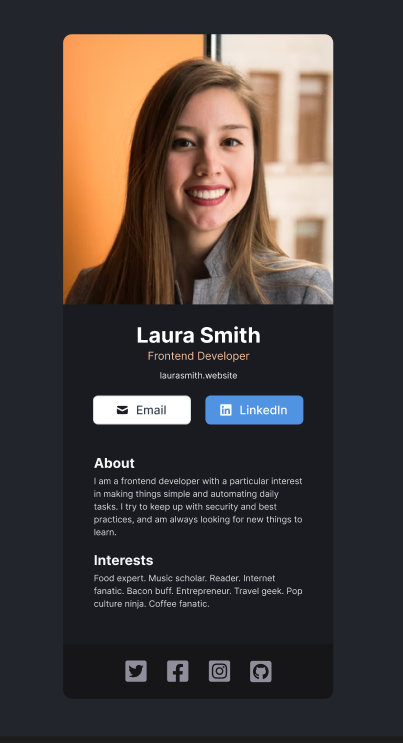 Laura Smith
Frontend Developer
laurasmith.website
Email
LinkedIn
About
I am a frontend developer with a particular interest
in making things simple and automating daily
tasks. I try to keep up with security and best
practices, and am always looking for new things to
learn.
Interests
Food expert. Music scholar. Reader. Internet
fanatic. Bacon buff. Entrepreneur. Travel geek. Pop
culture ninja. Coffee fanatic.